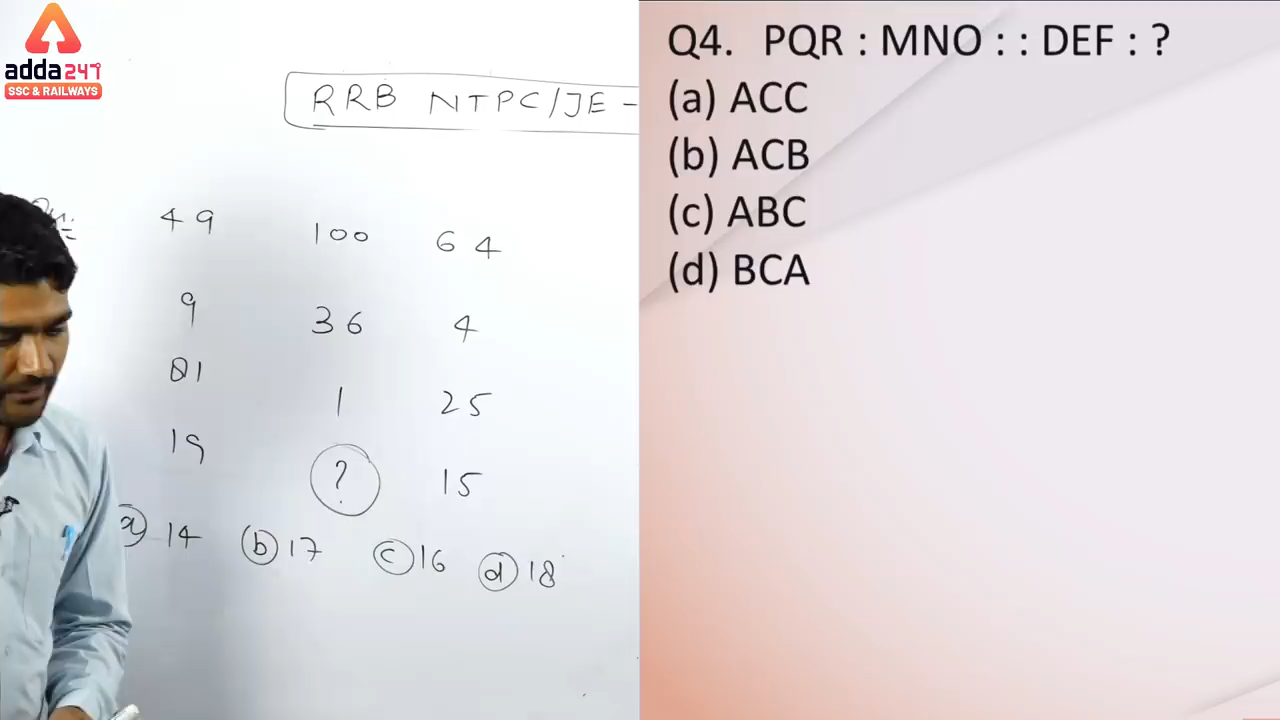 adda247
SSC & RAILWAYS
RRB NTPC/JE -
49 100 64
9 36 4
81 1 25
19 ? 15
a) 14 (b) 17 (c) 16 (d) 18
Q4. PQR : MNO : : DEF : ?
(a) ACC
(b) ACB
(c) ABC
(d) BCA